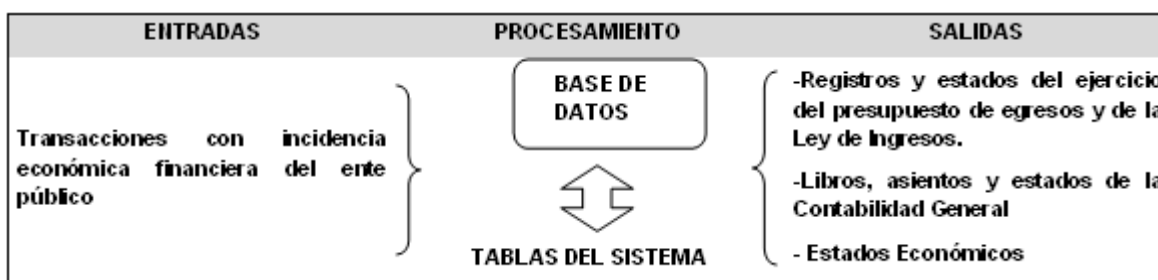 ENTRADAS
PROCESAMIENTO
SALIDAS
Transacciones con incidencia
económica financiera del ente
público
BASE DE
DATOS
TABLAS DEL SISTEMA
-Registros y estados del ejercicio
del presupuesto de egresos y de la
Ley de Ingresos.
-Libros, asientos y estados de la
Contabilidad General
- Estados Económicos